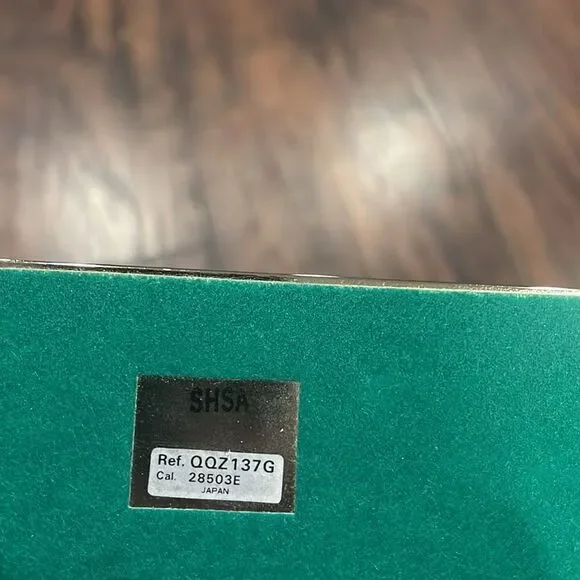 SHSA
Ref. QQZ137G
Cal. 28503E
JAPAN